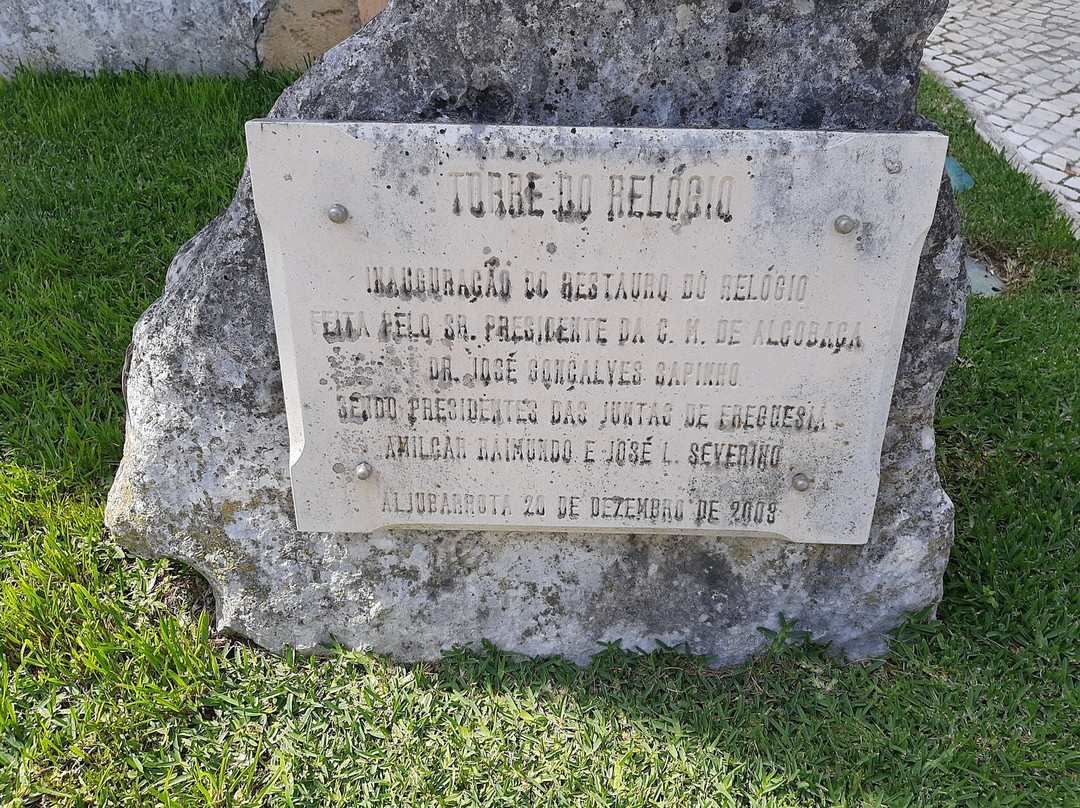 TORRE DO RELÓGIO
INAUGURAÇÃO DO RESTAURO DO RELÓGIO
FEITA PELO SR. PRESIDENTE DA C. M. DE ALCOBAÇA
DR. JOSÉ GONÇALVES SAPINHO
SENDO PRESIDENTES DAS JUNTAS DE FREGUESIA
AMILCAR RAIMUNDO E JOSÉ L. SEVERINO
ALJUBARROTA 20 DE DEZEMBRO DE